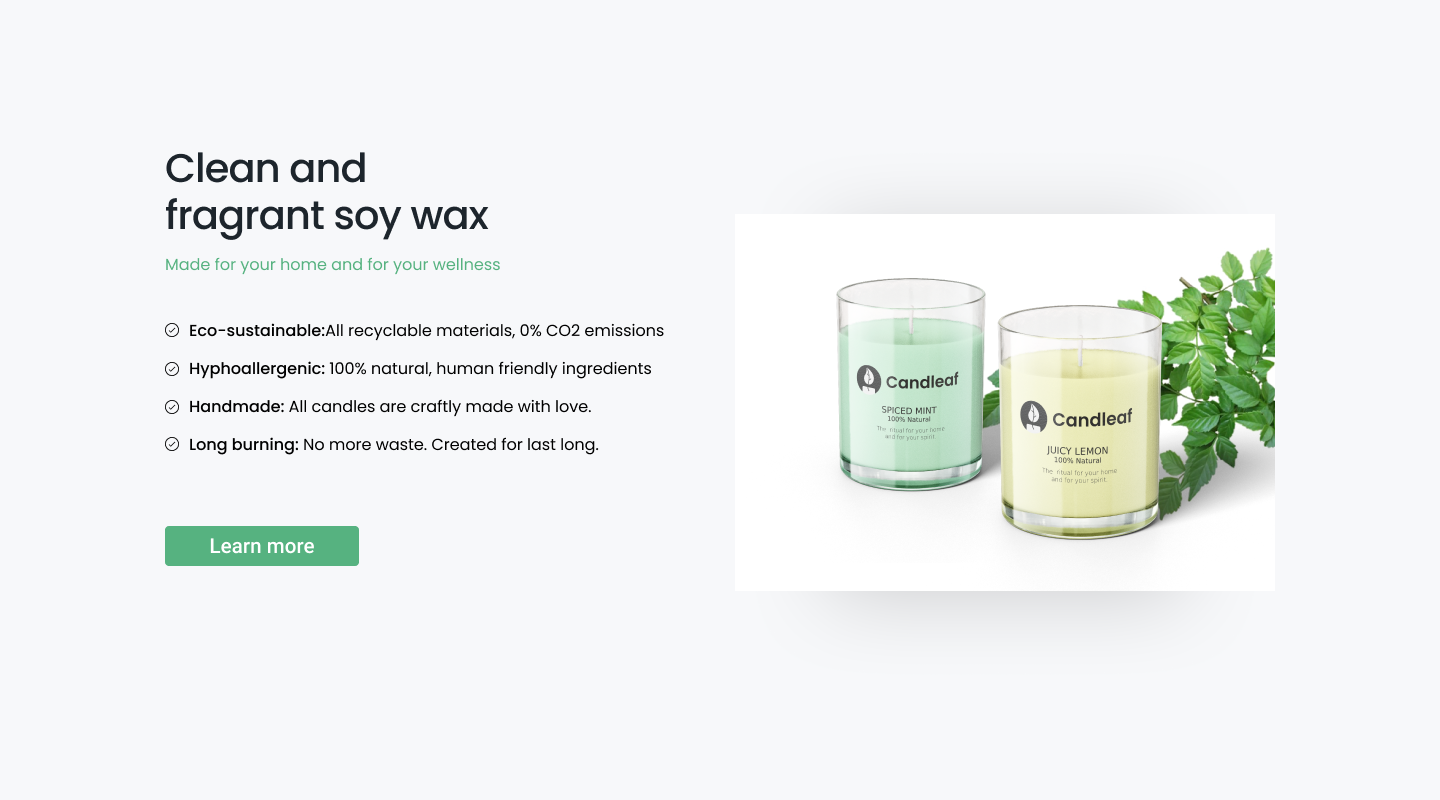 Clean and
fragrant soy wax
Made for your home and for your wellness
Eco-sustainable:All recyclable materials, 0% CO2 emissions
Hyphoallergenic: 100% natural, human friendly ingredients
Handmade: All candles are craftly made with love.
Long burning: No more waste. Created for last long.
Learn more
Candleaf
SPICED MINT
100% Natural
The ritual for your home
and for your spirit
Candleaf
JUICY LEMON
100% Natural
The ritual for your home
and for your spirit